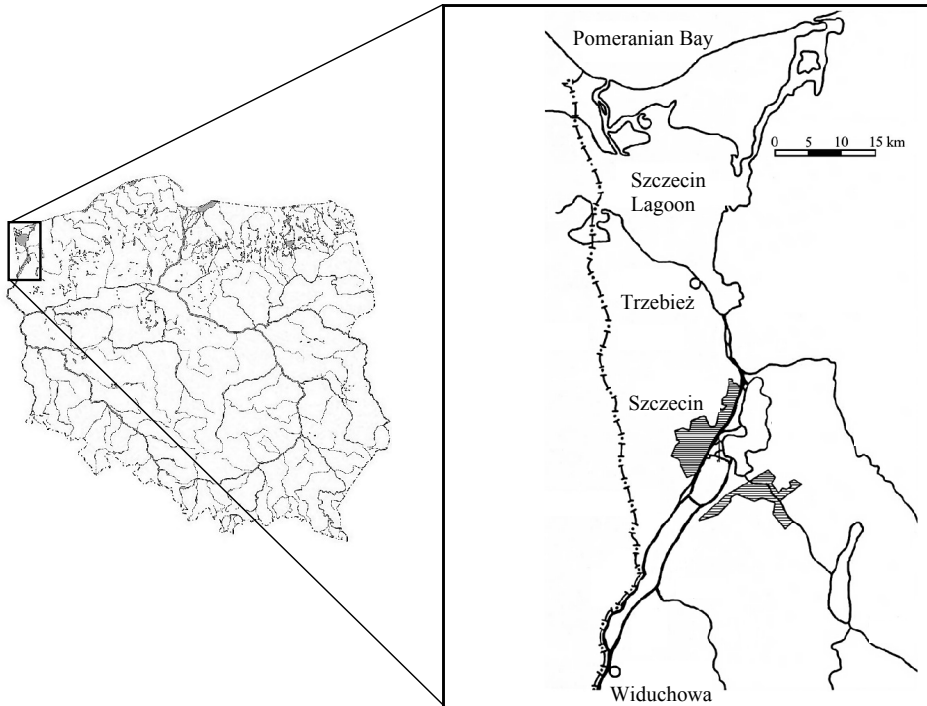 Pomeranian Bay
0 5 10 15 km
Szczecin
Lagoon
Trzebież
Szczecin
Widuchowa